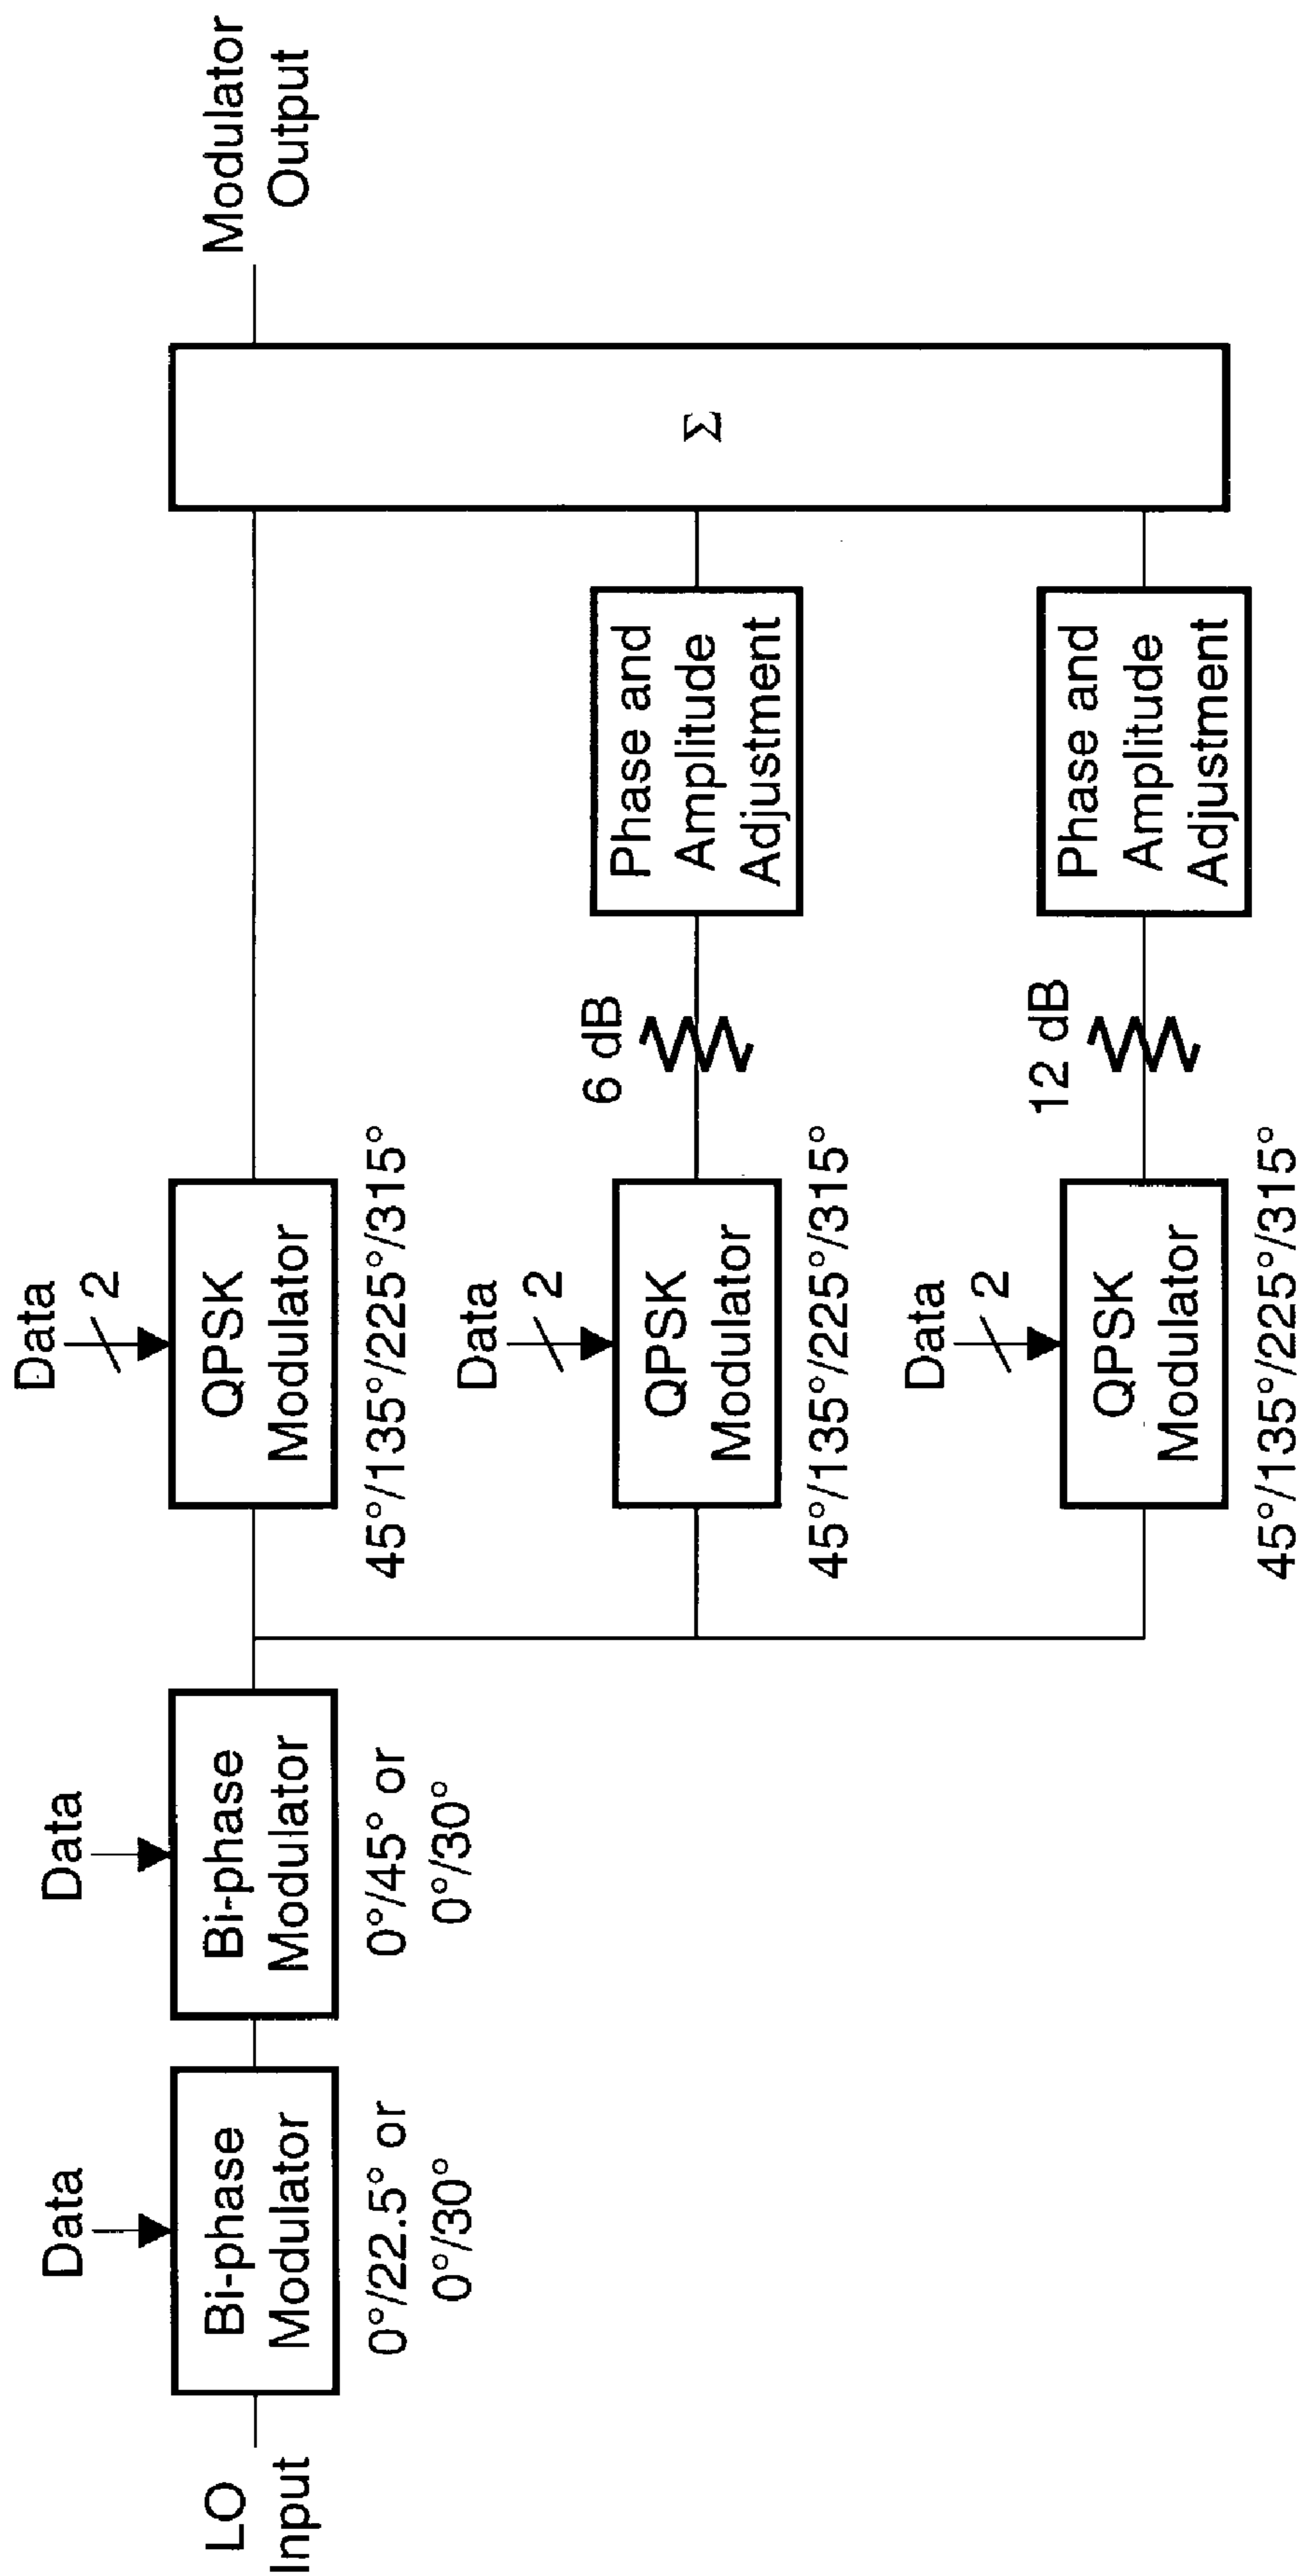 LO
Input
Data
Bi-phase
Modulator
0°/22.5° or
0°/30°
Data
Bi-phase
Modulator
0°/45° or
0°/30°
Data
2
QPSK
Modulator
45°/135°/225°/315°
Data
2
QPSK
Modulator
45°/135°/225°/315°
6 dB
Phase and
Amplitude
Adjustment
Data
2
QPSK
Modulator
45°/135°/225°/315°
12 dB
Phase and
Amplitude
Adjustment
Σ
Modulator
Output